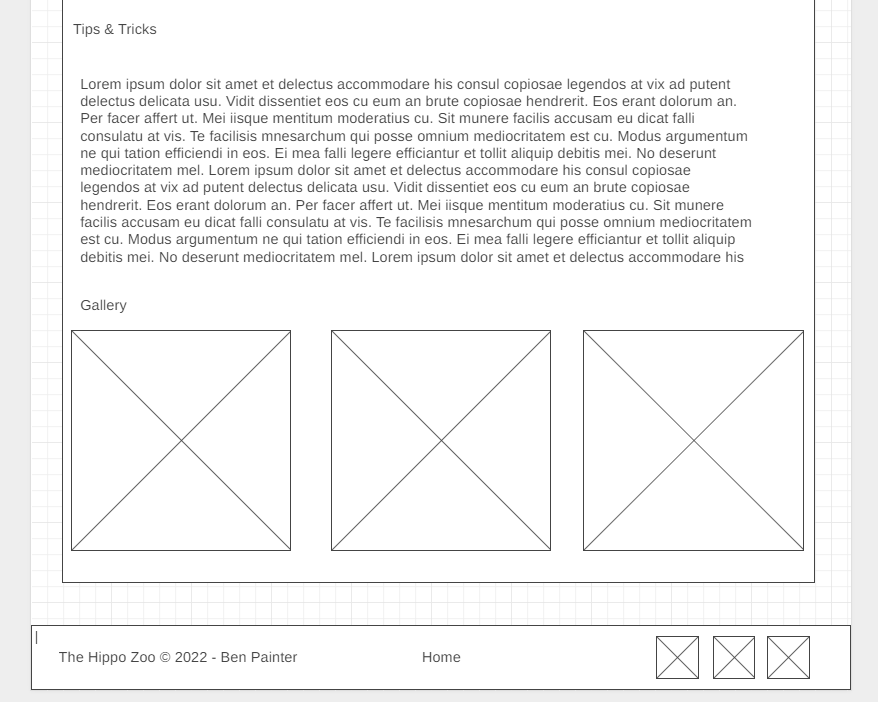 Tips & Tricks
Lorem ipsum dolor sit amet et delectus accommodare his consul copiosae legendos at vix ad putent
delectus delicata usu. Vidit dissentiet eos cu eum an brute copiosae hendrerit. Eos erant dolorum an.
Per facer affert ut. Mei iisque mentitum moderatius cu. Sit munere facilis accusam eu dicat falli
consulatu at vis. Te facilisis mnesarchum qui posse omnium mediocritatem est cu. Modus argumentum
ne qui tation efficiendi in eos. Ei mea falli legere efficiantur et tollit aliquip debitis mei. No deserunt
mediocritatem mel. Lorem ipsum dolor sit amet et delectus accommodare his consul copiosae
legendos at vix ad putent delectus delicata usu. Vidit dissentiet eos cu eum an brute copiosae
hendrerit. Eos erant dolorum an. Per facer affert ut. Mei iisque mentitum moderatius cu. Sit munere
facilis accusam eu dicat falli consulatu at vis. Te facilisis mnesarchum qui posse omnium mediocritatem
est cu. Modus argumentum ne qui tation efficiendi in eos. Ei mea falli legere efficiantur et tollit aliquip
debitis mei. No deserunt mediocritatem mel. Lorem ipsum dolor sit amet et delectus accommodare his
Gallery
The Hippo Zoo © 2022 - Ben Painter
Home